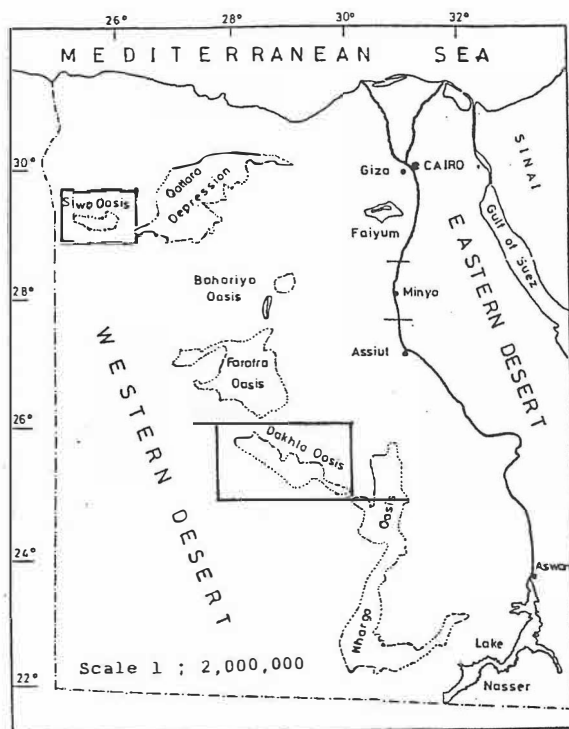 26° 28° 30° 32°
MEDITERRANEAN SEA
SINAI
30°
Qattara
Depression
Giza
CAIRO
Siwa Oasis
Faiyum
Gulf of Suez
EASTERN DESERT
28°
Bahariya
Oasis
Minya
WESTERN DESERT
Farafra
Oasis
Assiut
26°
Dakhla Oasis
Oasis
24°
Aswan
Kharga
Lake
Nasser
Scale 1 ; 2,000,000
22°